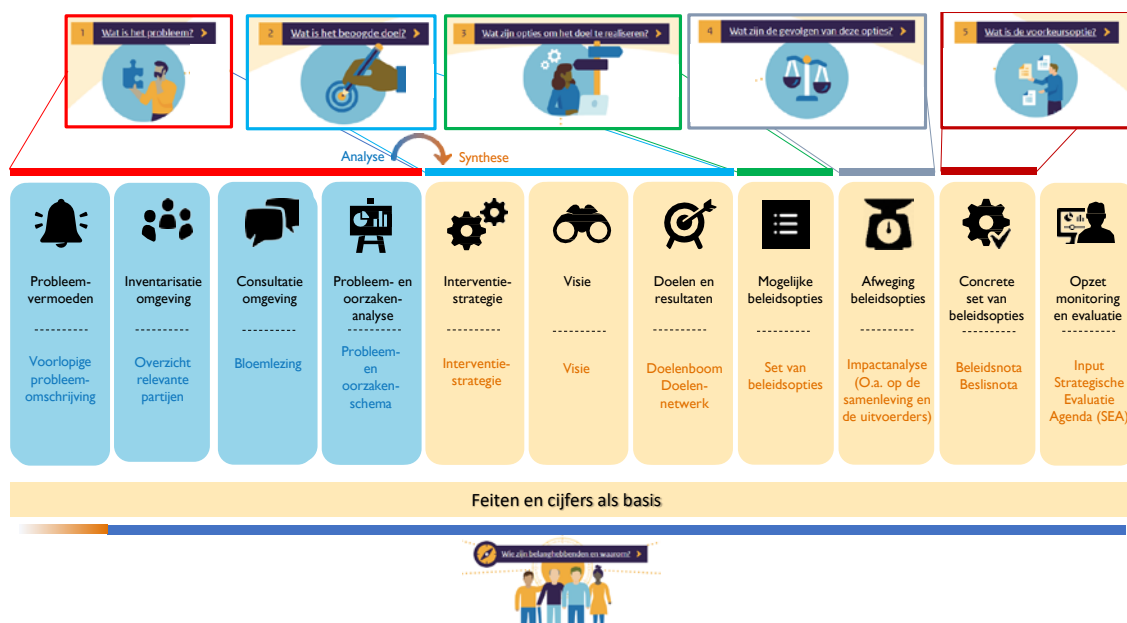 1 Wat is het probleem?
2 Wat is het beoogde doel?
3 Wat zijn opties om het doel te realiseren?
4 Wat zijn de gevolgen van deze opties?
5 Wat is de voorkeursoptie?
Analyse
Synthese
Probleem-
vermoeden
Voorlopige
probleem-
omschrijving
Inventarisatie
omgeving
Overzicht
relevante
partijen
Consultatie
omgeving
Bloemlezing
Probleem- en
oorzaken-
analyse
Probleem-
en
oorzaken-
schema
Interventie-
strategie
Interventie-
strategie
Visie
Visie
Doelen en
resultaten
Doelenboom
Doelen-
netwerk
Mogelijke
beleidsopties
Set van
beleidsopties
Afweging
beleidsopties
Impactanalyse
(O.a. op de
samenleving en
de uitvoerders)
Concrete
set van
beleidsopties
Beleidsnota
Beslisnota
Opzet
monitoring
en evaluatie
Input
Strategische
Evaluatie
Agenda (SEA)
Feiten en cijfers als basis
Wie zijn belanghebbenden en waarom?